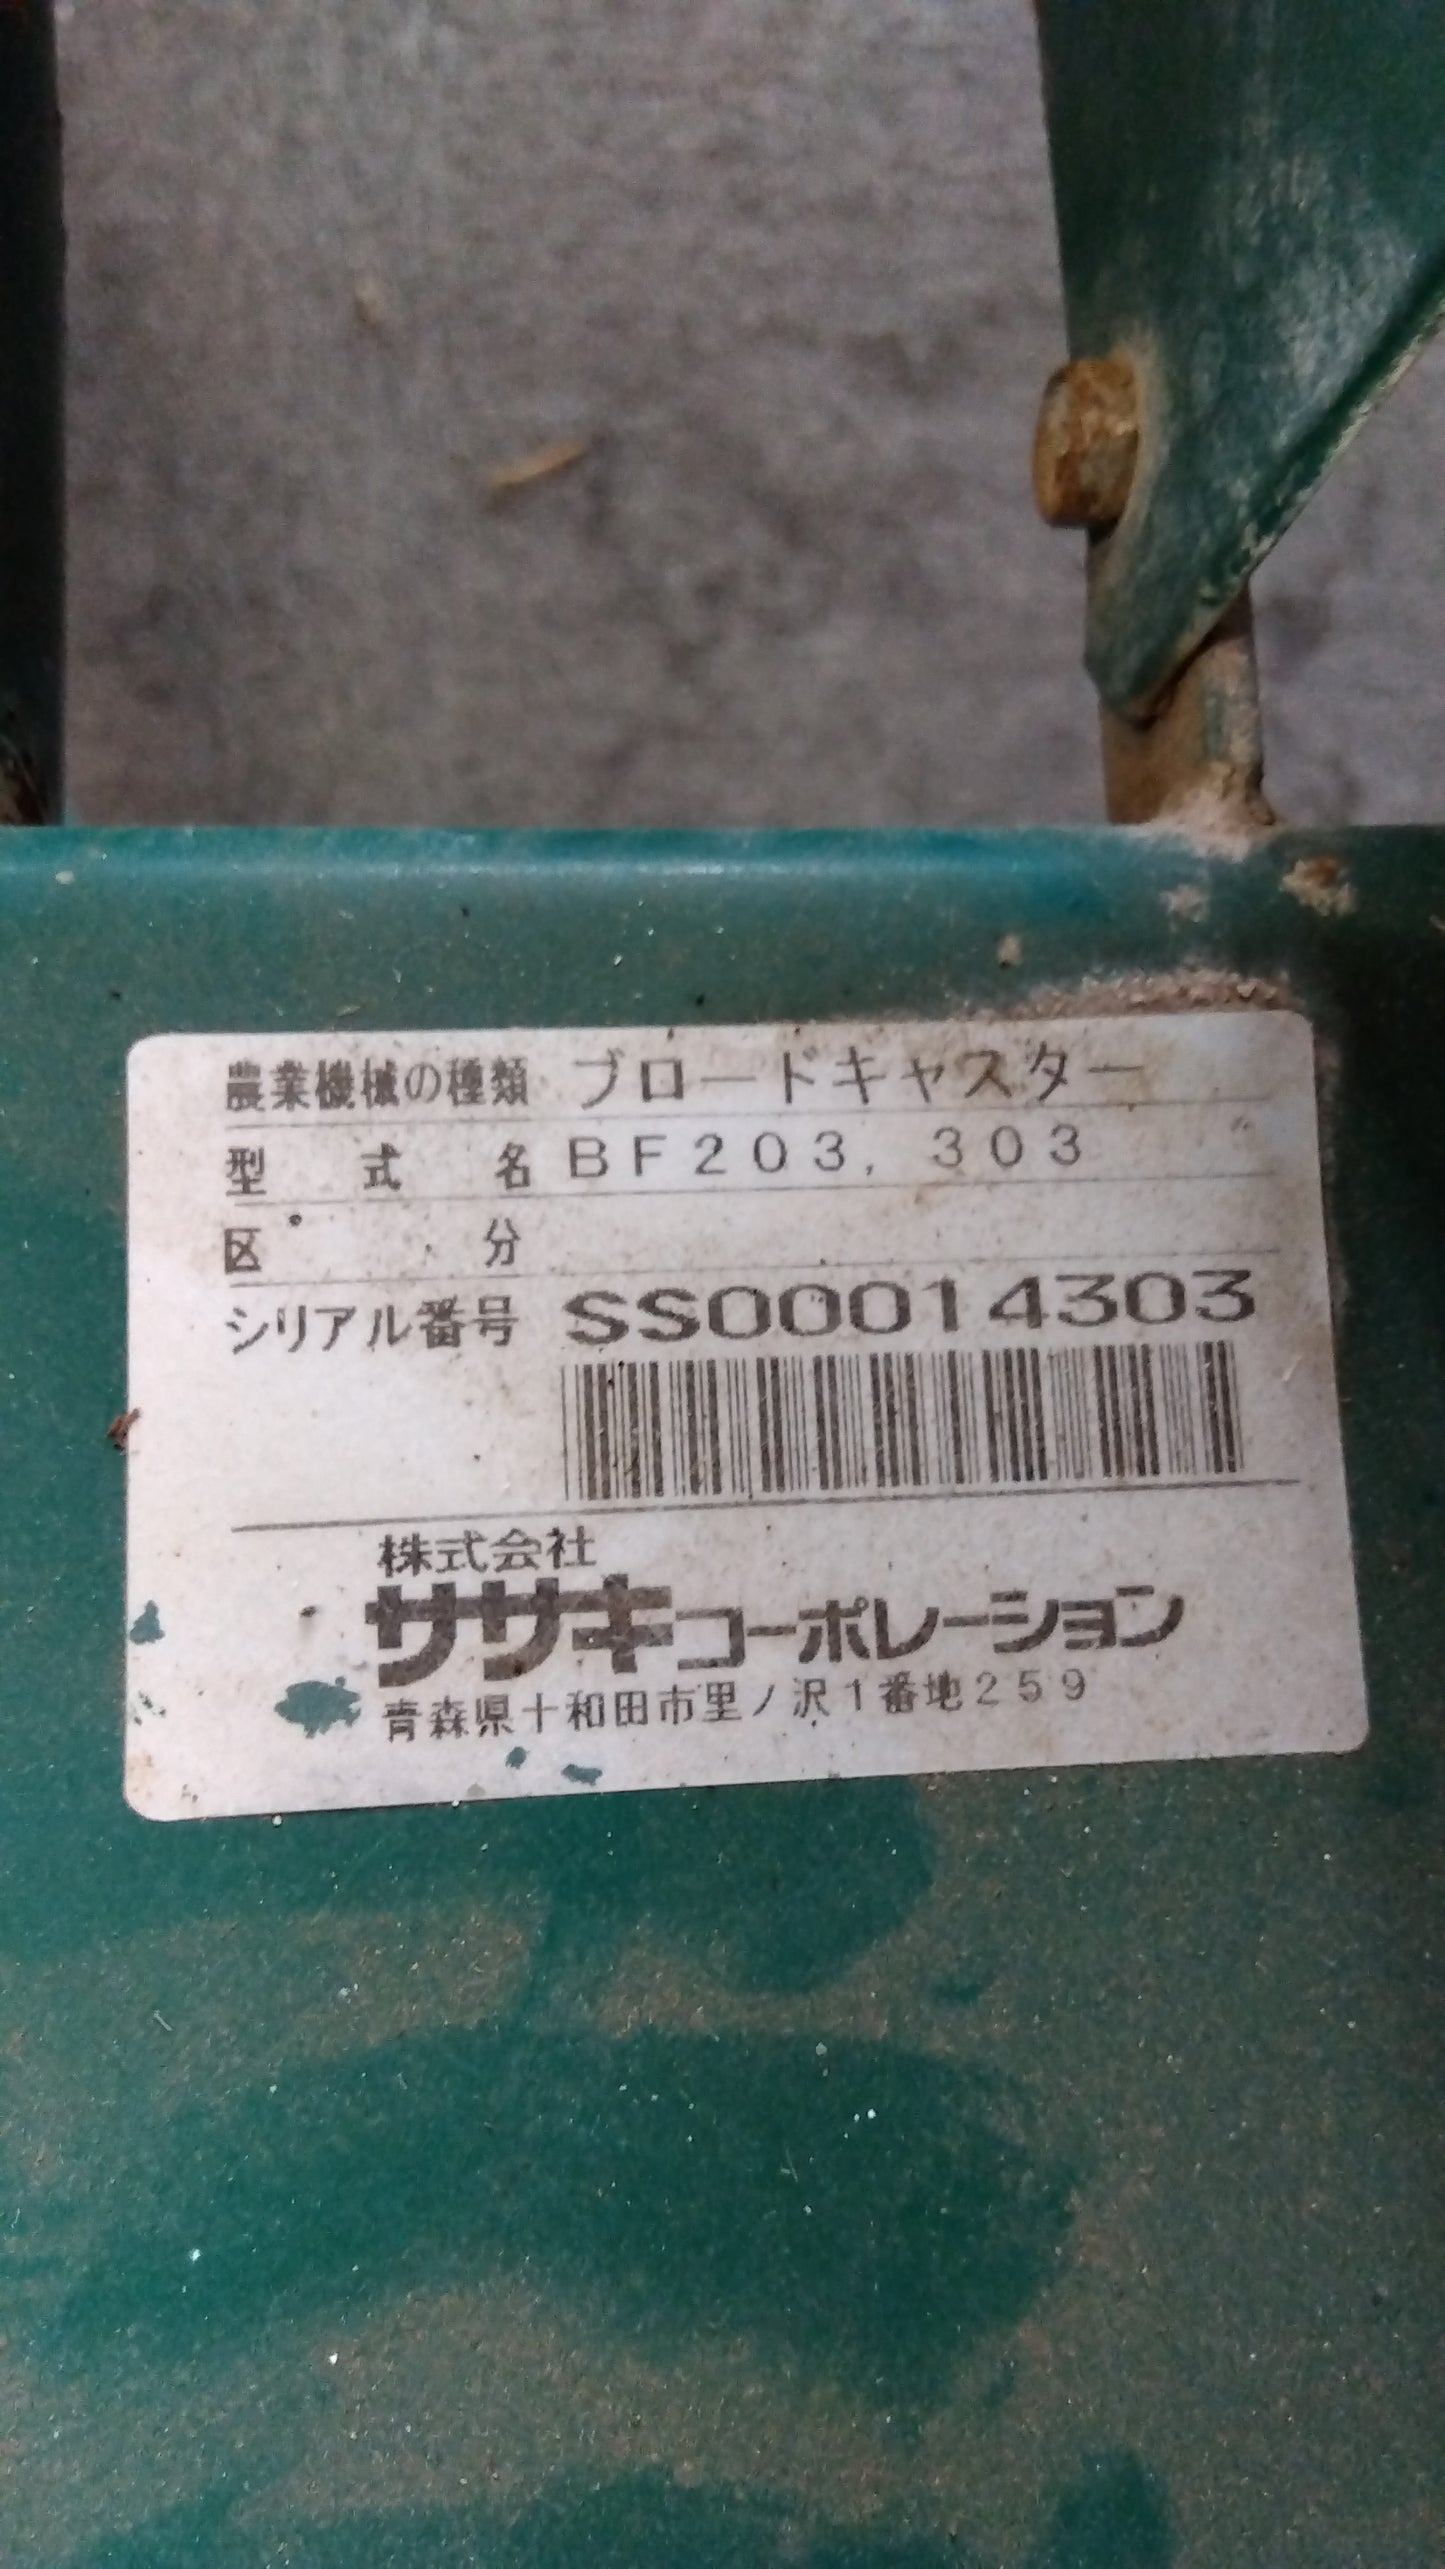 農業機械の種類 ブロードキャスター
型式名 BF203, 303
区分
シリアル番号 SS00014303
株式会社
ササキコーポレーション
青森県十和田市里ノ沢1番地259